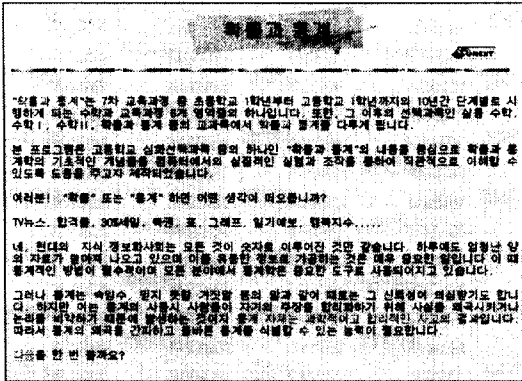 확률과 통계
NEXT
"확률과 통계"는 7차 교육과정 중 초등학교 1학년부터 고등학교 1학년까지의 10년간 단계별로 시
행하게 되는 수학과 교육과정 6개 영역들의 하나입니다. 또한, 그 이후의 선택과목인 실용 수학,
수학 I, 수학 II, 확률과 통계 등의 교과목에서 확률과 통계를 다루게 됩니다.
본 프로그램은 고등학교 심화선택과목 중의 하나인 "확률과 통계"의 내용을 중심으로 확률과 통
계학의 기초적인 개념들을 컴퓨터에서의 실질적인 실험과 조작을 통하여 직관적으로 이해할 수
있도록 도움을 주고자 제작되었습니다.
여러분! "확률" 또는 "통계" 하면 어떤 생각이 떠오릅니까?
TV뉴스, 합격률, 30%세일, 복권, 표, 그래프, 일기예보, 행복지수.....
네, 현대의 지식 정보화사회는 모든 것이 숫자로 이루어진 것만 같습니다. 하루에도 엄청난 양
의 자료가 쏟아져 나오고 있으며 이를 유용한 정보로 가공하는 것은 매우 중요한 일입니다 이 때
통계적인 방법이 필수적이며 모든 분야에서 통계학은 중요한 도구로 사용되어지고 있습니다.
그러나 통계는 속임수, 믿지 못할 거짓말 등의 말과 같이 때로는 그 신뢰성이 의심받기도 합니
다. 하지만 이는 통계의 사용시 사람들이 자기의 주장을 합리화하기 위해 사실을 왜곡시키거나
논리를 비약하기 때문에 발생하는 것이지 통계 자체는 과학적이고 합리적인 사고의 결과입니다.
따라서 통계의 왜곡을 간파하고 올바른 통계를 식별할 수 있는 능력이 필요합니다.
다음을 한 번 볼까요?